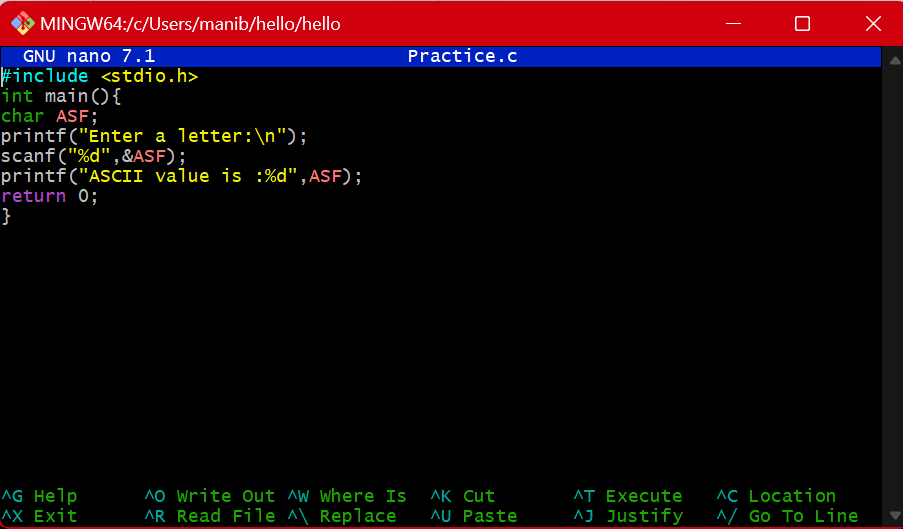 MINGW64:/c/Users/manib/hello/hello
GNU nano 7.1 Practice.c
#include <stdio.h>
int main(){
char ASF;
printf("Enter a letter:\n");
scanf("%d",&ASF);
printf("ASCII value is :%d",ASF);
return 0;
}
^G Help ^O Write Out ^W Where Is ^K Cut ^T Execute ^C Location
^X Exit ^R Read File ^\ Replace ^U Paste ^J Justify ^/ Go To Line